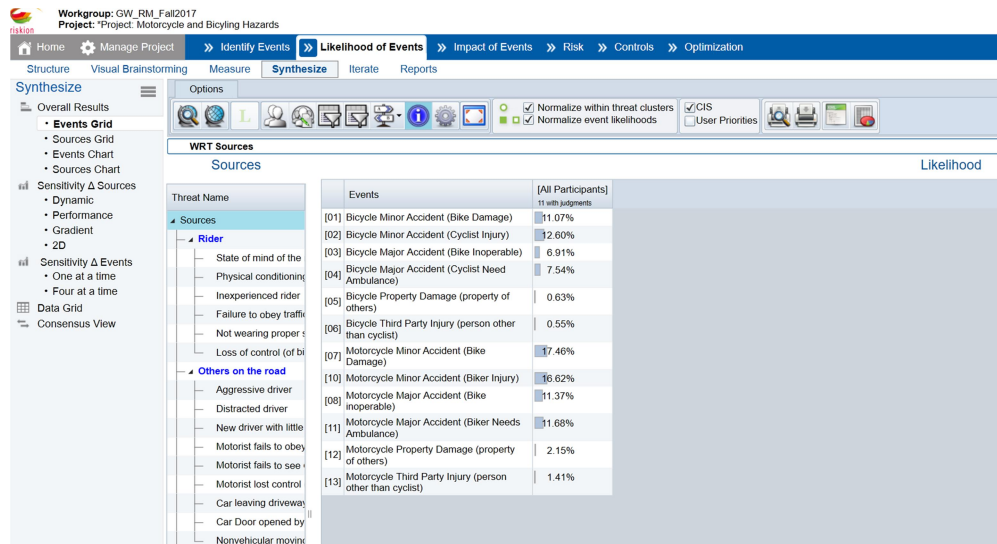 Workgroup: GW_RM_Fall2017
riskion
Project: "Project: Motorcycle and Bicyling Hazards
Home
Manage Project
Identify Events
Likelihood of Events
Impact of Events
Risk
Controls
Optimization
Structure
Visual Brainstorming
Measure
Synthesize
Iterate
Reports
Synthesize
Overall Results
Events Grid
Sources Grid
Events Chart
Sources Chart
Sensitivity Δ Sources
Dynamic
Performance
Gradient
2D
Sensitivity Δ Events
One at a time
Four at a time
Data Grid
Consensus View
Options
L
Normalize within threat clusters
Normalize event likelihoods
CIS
User Priorities
WRT Sources
Sources
Likelihood
Threat Name
Sources
Rider
State of mind of the
Physical conditioning
Inexperienced rider
Failure to obey traffic
Not wearing proper s
Loss of control (of bi
Others on the road
Aggressive driver
Distracted driver
New driver with little
Motorist fails to obey
Motorist fails to see
Motorist lost control
Car leaving driveway
Car Door opened by
Nonvehicular moving
Events
[All Participants]
11 with judgments
[01] Bicycle Minor Accident (Bike Damage) 11.07%
[02] Bicycle Minor Accident (Cyclist Injury) 12.60%
[03] Bicycle Major Accident (Bike Inoperable) 6.91%
[04] Bicycle Major Accident (Cyclist Need
Ambulance) 7.54%
[05] Bicycle Property Damage (property of
others) 0.63%
[06] Bicycle Third Party Injury (person other
than cyclist) 0.55%
[07] Motorcycle Minor Accident (Bike
Damage) 17.46%
[10] Motorcycle Minor Accident (Biker Injury) 16.62%
[08] Motorcycle Major Accident (Bike
inoperable) 11.37%
[11] Motorcycle Major Accident (Biker Needs
Ambulance) 11.68%
[12] Motorcycle Property Damage (property
of others) 2.15%
[13] Motorcycle Third Party Injury (person
other than cyclist) 1.41%